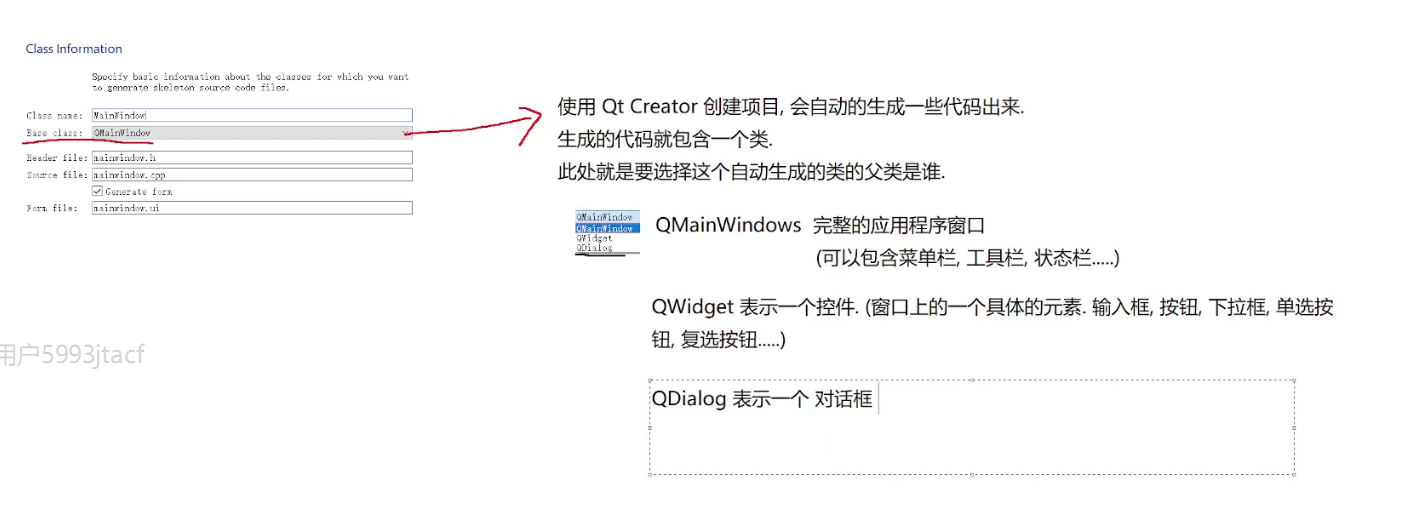 Class Information
Specify basic information about the classes for which you want
to generate skeleton source code files.
Class name: MainWindow
Base class: QMainWindow
Header file: mainwindow.h
Source file: mainwindow.cpp
Generate form
Form file: mainwindow.ui
使用 Qt Creator 创建项目, 会自动的生成一些代码出来.
生成的代码就包含一个类.
此处就是要选择这个自动生成的类的父类是谁.
QMainWindow
QMainWindow
QWidget
QDialog
QMainWindows 完整的应用程序窗口
(可以包含菜单栏, 工具栏, 状态栏.....)
QWidget 表示一个控件. (窗口上的一个具体的元素. 输入框, 按钮, 下拉框, 单选按
钮, 复选按钮.....)
用户5993jtacf
QDialog 表示一个 对话框